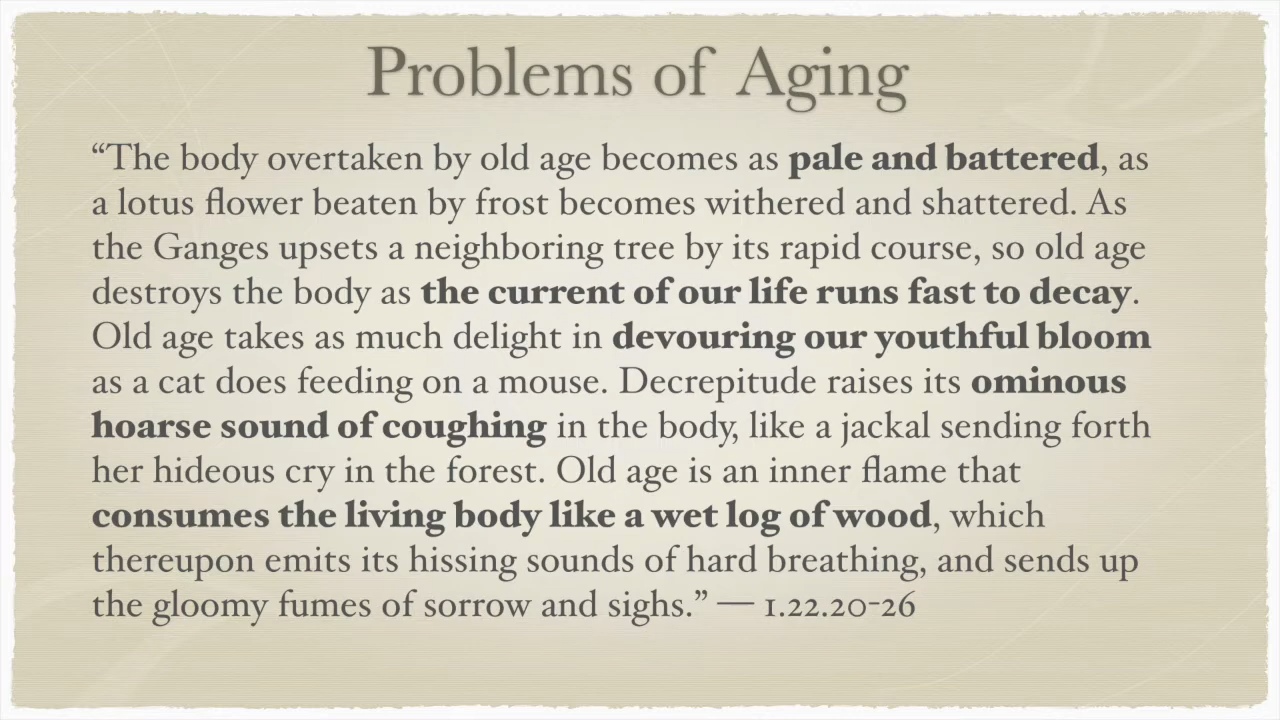 Problems of Aging
“The body overtaken by old age becomes as pale and battered, as
a lotus flower beaten by frost becomes withered and shattered. As
the Ganges upsets a neighboring tree by its rapid course, so old age
destroys the body as the current of our life runs fast to decay.
Old age takes as much delight in devouring our youthful bloom
as a cat does feeding on a mouse. Decrepitude raises its ominous
hoarse sound of coughing in the body, like a jackal sending forth
her hideous cry in the forest. Old age is an inner flame that
consumes the living body like a wet log of wood, which
thereupon emits its hissing sounds of hard breathing, and sends up
the gloomy fumes of sorrow and sighs.” — 1.22.20-26